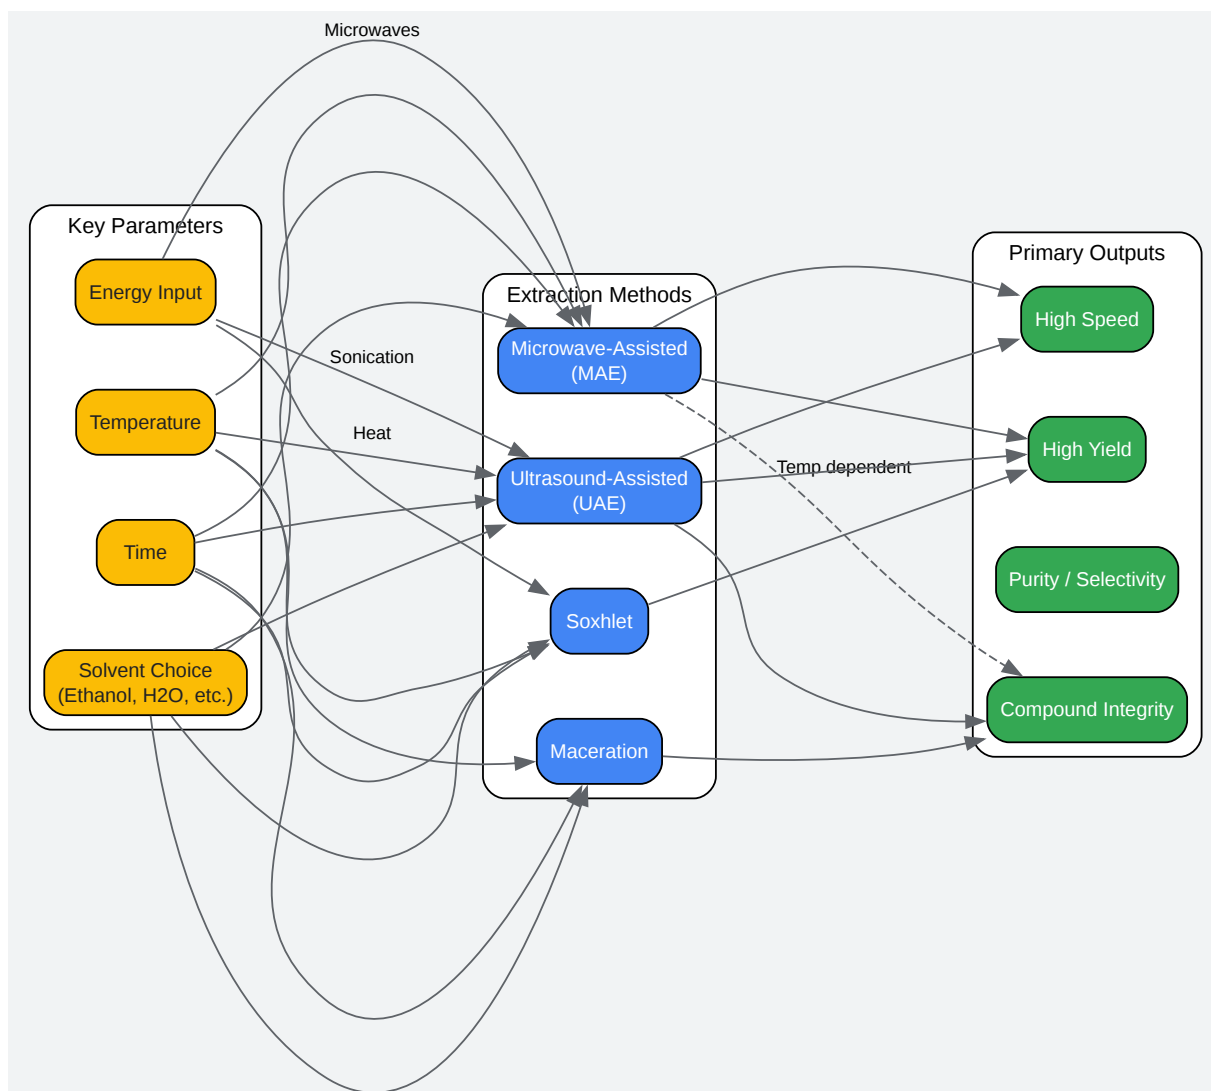 Microwaves
Key Parameters
Energy Input
Temperature
Time
Solvent Choice
(Ethanol, H2O, etc.)
Sonication
Heat
Extraction Methods
Microwave-Assisted
(MAE)
Ultrasound-Assisted
(UAE)
Soxhlet
Maceration
Temp dependent
Primary Outputs
High Speed
High Yield
Purity / Selectivity
Compound Integrity